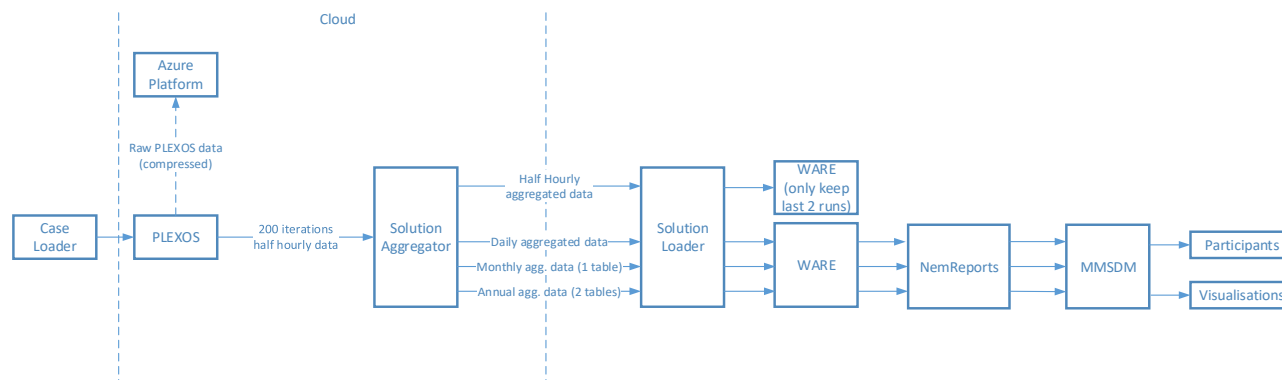 Cloud
Azure
Platform
Raw PLEXOS data
(compressed)
Case
Loader
PLEXOS
200 iterations
half hourly data
Solution
Aggregator
Half Hourly
aggregated data
Daily aggregated data
Monthly agg. data (1 table)
Annual agg. data (2 tables)
Solution
Loader
WARE
(only keep
last 2 runs)
WARE
NemReports
MMSDM
Participants
Visualisations